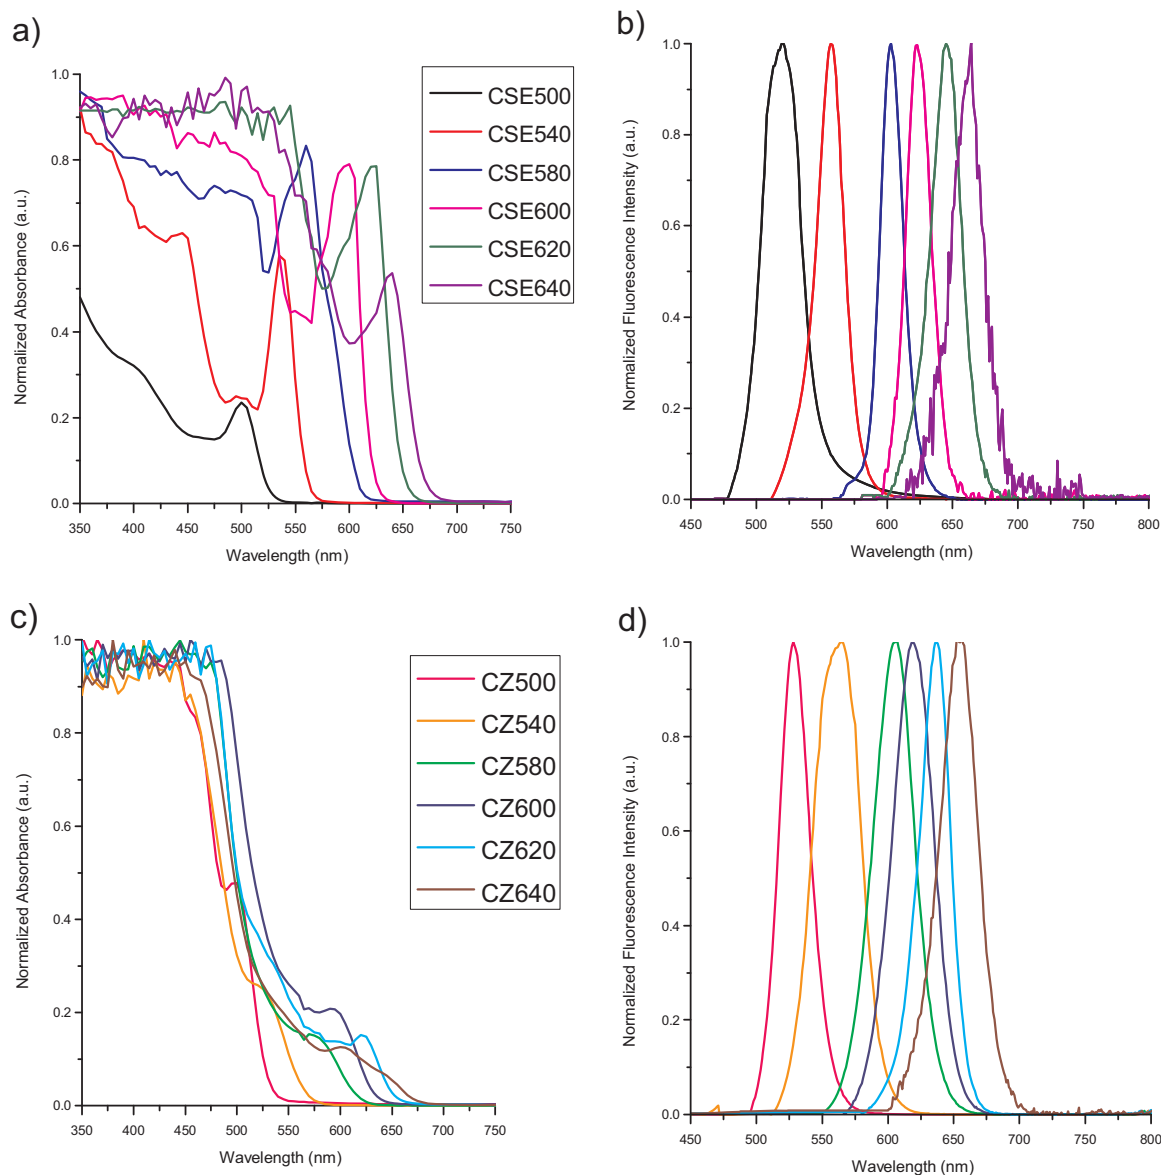 a)
Normalized Absorbance (a.u.)
1.0
0.8
0.6
0.4
0.2
0.0
350 400 450 500 550 600 650 700 750
Wavelength (nm)
CSE500
CSE540
CSE580
CSE600
CSE620
CSE640
b)
Normalized Fluorescence Intensity (a.u.)
1.0
0.8
0.6
0.4
0.2
0.0
450 500 550 600 650 700 750 800
Wavelength (nm)
c)
Normalized Absorbance (a.u.)
1.0
0.8
0.6
0.4
0.2
0.0
350 400 450 500 550 600 650 700 750
Wavelength (nm)
CZ500
CZ540
CZ580
CZ600
CZ620
CZ640
d)
Normalized Fluorescence Intensity (a.u.)
1.0
0.8
0.6
0.4
0.2
0.0
450 500 550 600 650 700 750 800
Wavelength (nm)